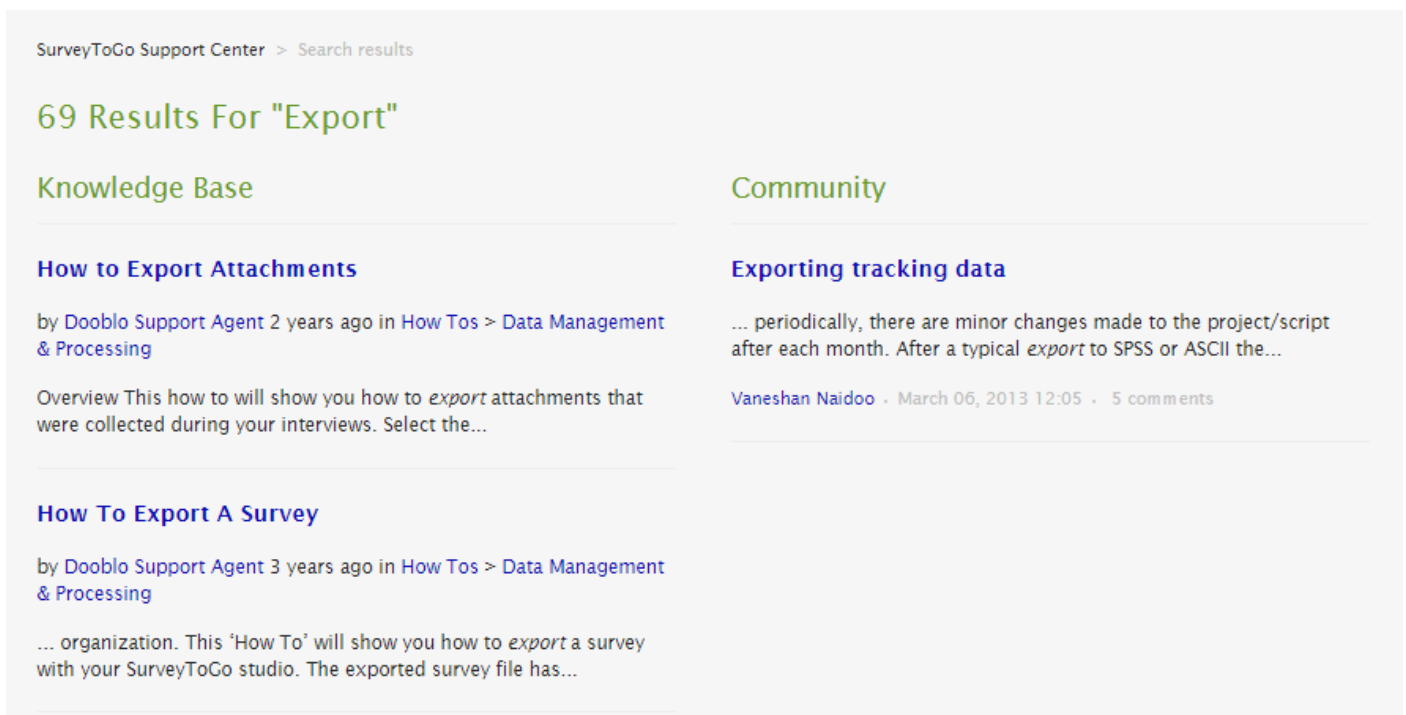 SurveyToGo Support Center > Search results
69 Results For "Export"
Knowledge Base
How to Export Attachments
by Dooblo Support Agent 2 years ago in How Tos > Data Management
& Processing
Overview This how to will show you how to export attachments that
were collected during your interviews. Select the...
How To Export A Survey
by Dooblo Support Agent 3 years ago in How Tos > Data Management
& Processing
... organization. This ‘How To’ will show you how to export a survey
with your SurveyToGo studio. The exported survey file has...
Community
Exporting tracking data
... periodically, there are minor changes made to the project/script
after each month. After a typical export to SPSS or ASCII the...
Vaneshan Naidoo · March 06, 2013 12:05 · 5 comments